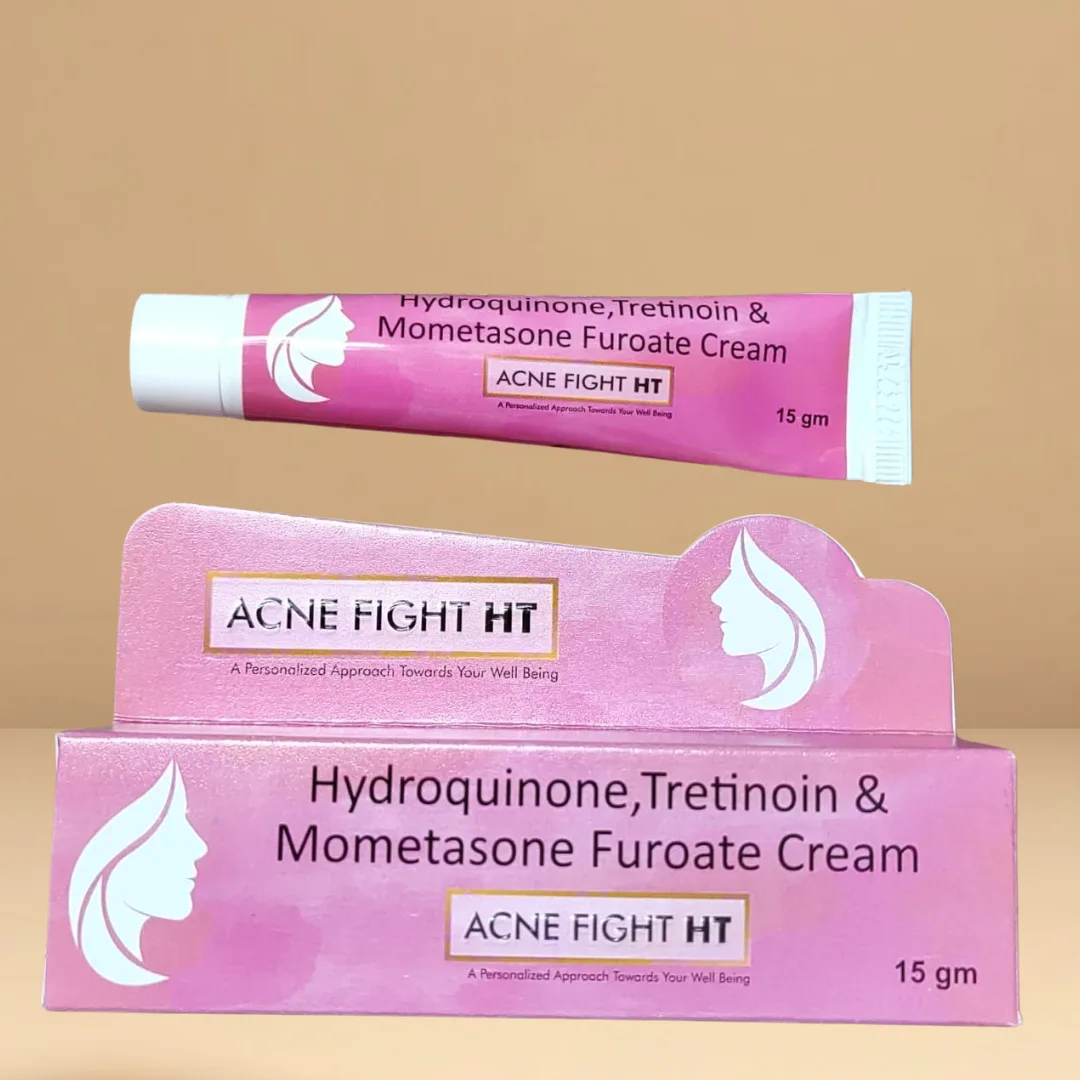 Hydroquinone,Tretinoin &
Mometasone Furoate Cream
ACNE FIGHT HT
A Personalized Approach Towards Your Well Being
15 gm
ACNE FIGHT HT
A Personalized Approach Towards Your Well Being
Hydroquinone,Tretinoin &
Mometasone Furoate Cream
ACNE FIGHT HT
A Personalized Approach Towards Your Well Being
15 gm